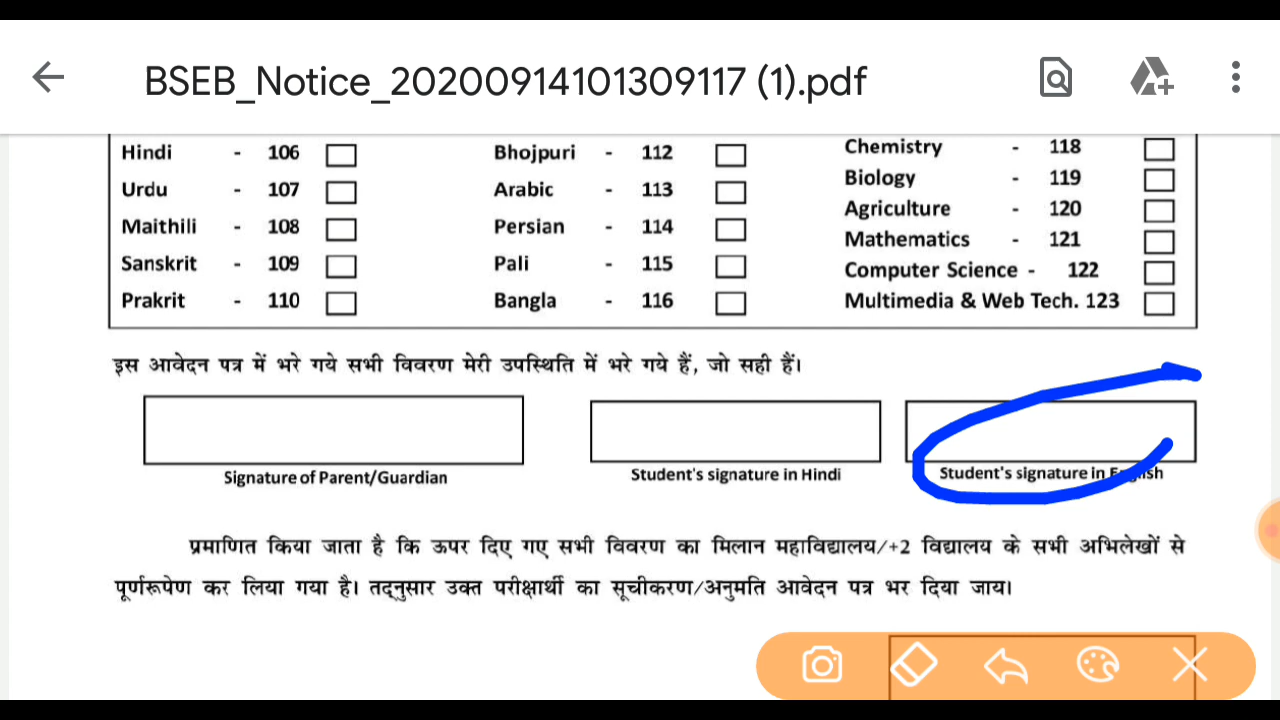 BSEB_Notice_20200914101309117 (1).pdf
Hindi - 106 Bhojpuri - 112 Chemistry - 118
Urdu - 107 Arabic - 113 Biology - 119
Maithili - 108 Persian - 114 Agriculture - 120
Sanskrit - 109 Pali - 115 Mathematics - 121
Prakrit - 110 Bangla - 116 Computer Science - 122
Multimedia & Web Tech. 123
इस आवेदन पत्र में भरे गये सभी विवरण मेरी उपस्थिति में भरे गये हैं, जो सही हैं।
Signature of Parent/Guardian Student's signature in Hindi Student's signature in English
प्रमाणित किया जाता है कि ऊपर दिए गए सभी विवरण का मिलान महाविद्यालय/+2 विद्यालय के सभी अभिलेखों से
पूर्णरूपेण कर लिया गया है। तद्नुसार उक्त परीक्षार्थी का सूचीकरण/अनुमति आवेदन पत्र भर दिया जाय।